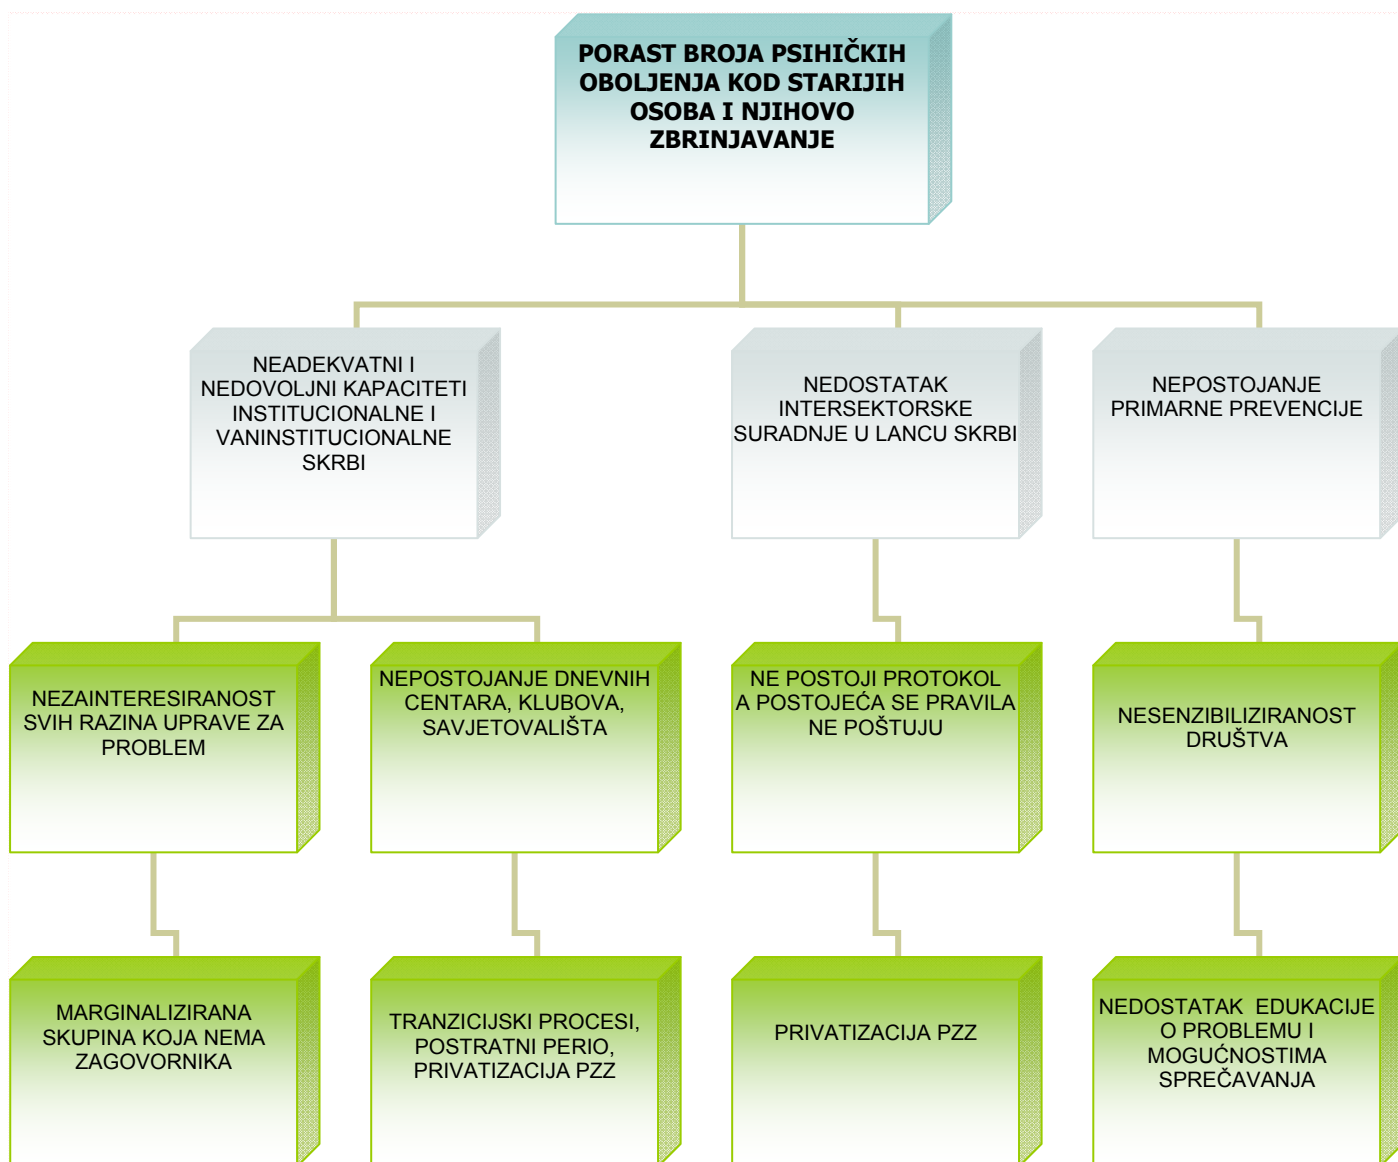 PORAST BROJA PSIHIČKIH
OBOLJENJA KOD STARIJIH
OSOBA I NJIHOVO
ZBRINJAVANJE
NEADEKVATNI I
NEDOVOLJNI KAPACITETI
INSTITUCIONALNE I
VANINSTITUCIONALNE
SKRBI
NEDOSTATAK
INTERSEKTORSKE
SURADNJE U LANCU SKRBI
NEPOSTOJANJE
PRIMARNE PREVENCIJE
NEZAINTERESIRANOST
SVIH RAZINA UPRAVE ZA
PROBLEM
NEPOSTOJANJE DNEVNIH
CENTARA, KLUBOVA,
SAVJETOVALIŠTA
NE POSTOJI PROTOKOL
A POSTOJEĆA SE PRAVILA
NE POŠTUJU
NESENZIBILIZIRANOST
DRUŠTVA
MARGINALIZIRANA
SKUPINA KOJA NEMA
ZAGOVORNIKA
TRANZICIJSKI PROCESI,
POSTRATNI PERIO,
PRIVATIZACIJA PZZ
PRIVATIZACIJA PZZ
NEDOSTATAK  EDUKACIJE
O PROBLEMU I
MOGUĆNOSTIMA
SPREČAVANJA